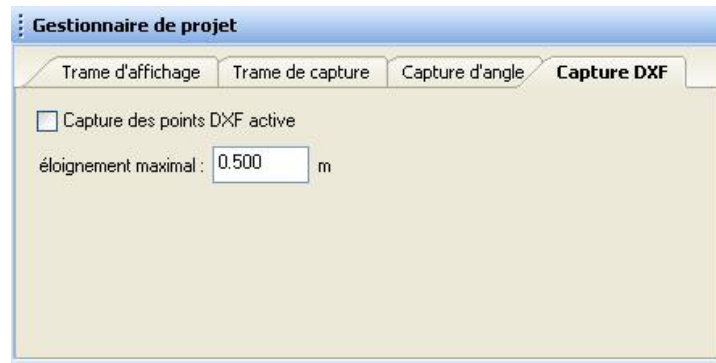 Gestionnaire de projet
Trame d'affichage Trame de capture Capture d'angle Capture DXF
Capture des points DXF active
éloignement maximal : 0.500 m